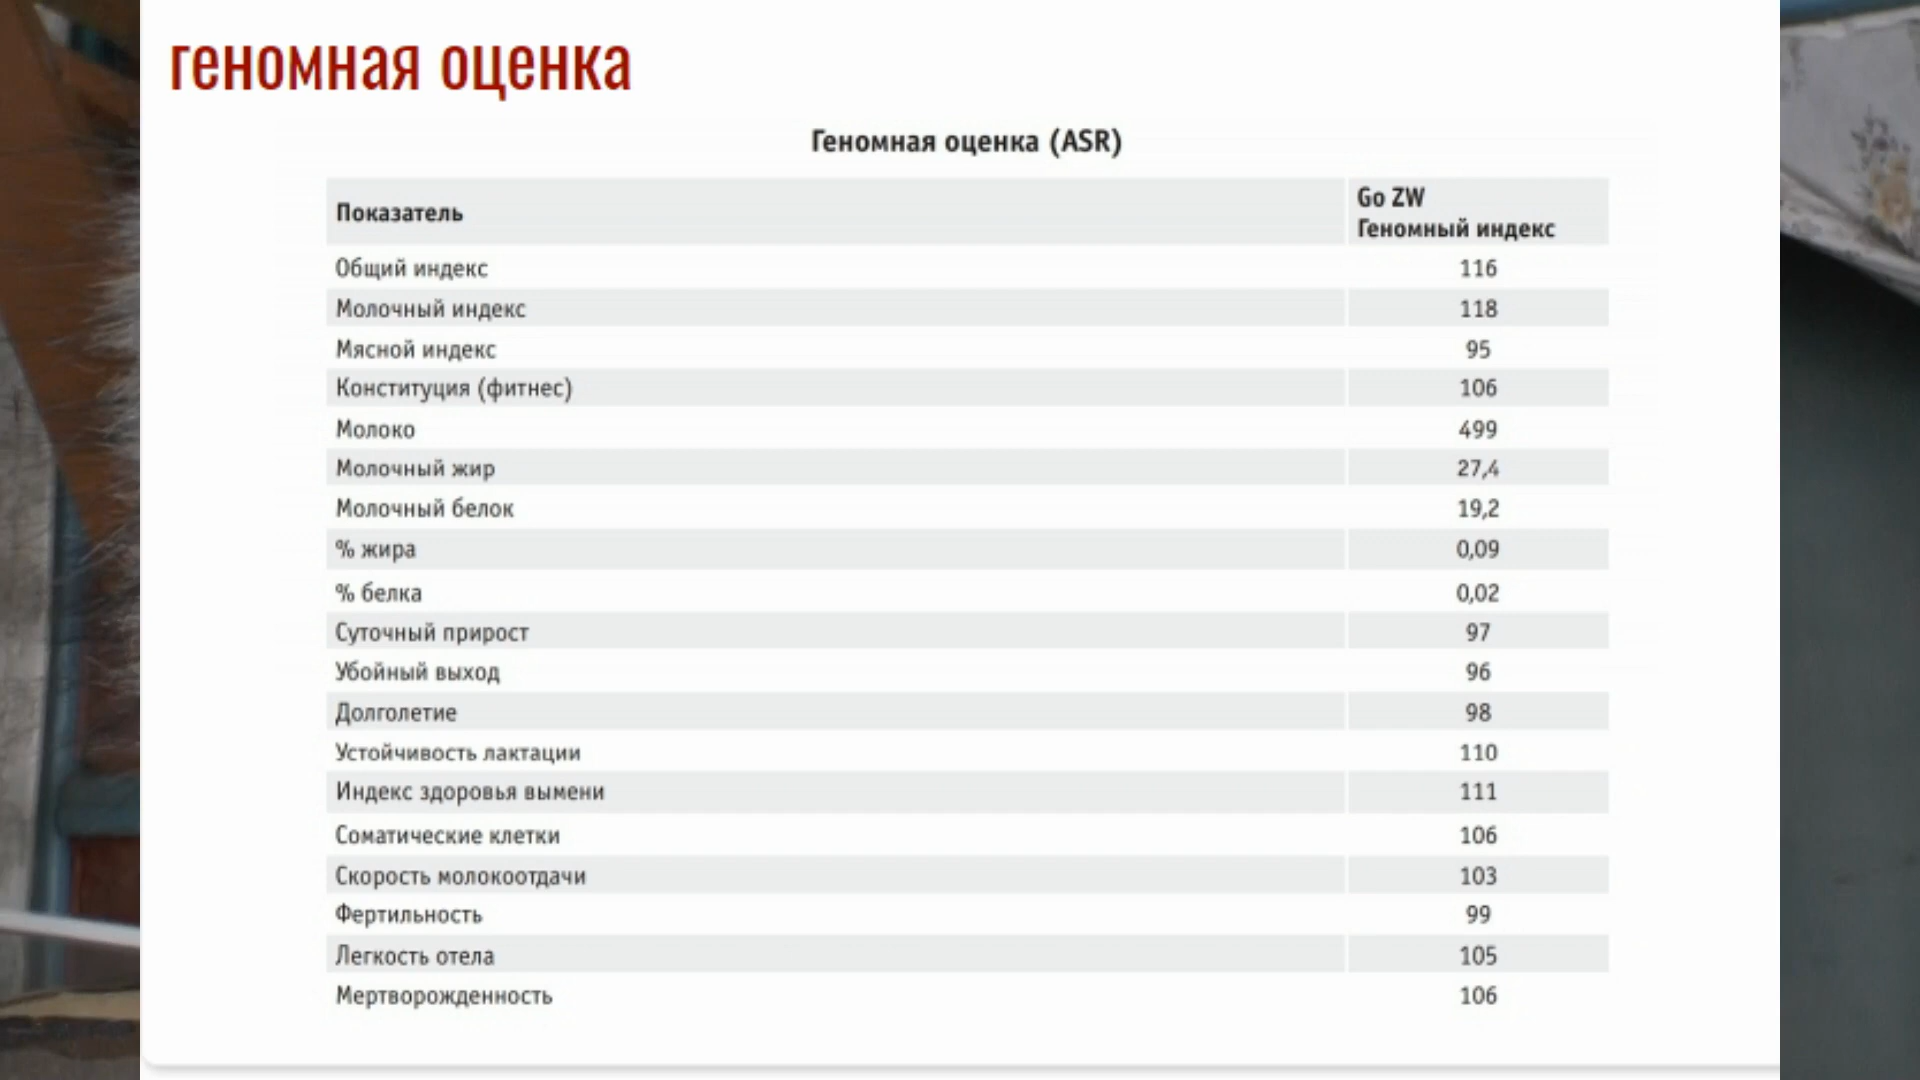 геномная оценка
Геномная оценка (ASR)
Показатель
Go ZW
Геномный индекс
Общий индекс 116
Молочный индекс 118
Мясной индекс 95
Конституция (фитнес) 106
Молоко 499
Молочный жир 27,4
Молочный белок 19,2
% жира 0,09
% белка 0,02
Суточный прирост 97
Убойный выход 96
Долголетие 98
Устойчивость лактации 110
Индекс здоровья вымени 111
Соматические клетки 106
Скорость молокоотдачи 103
Фертильность 99
Легкость отела 105
Мертворожденность 106